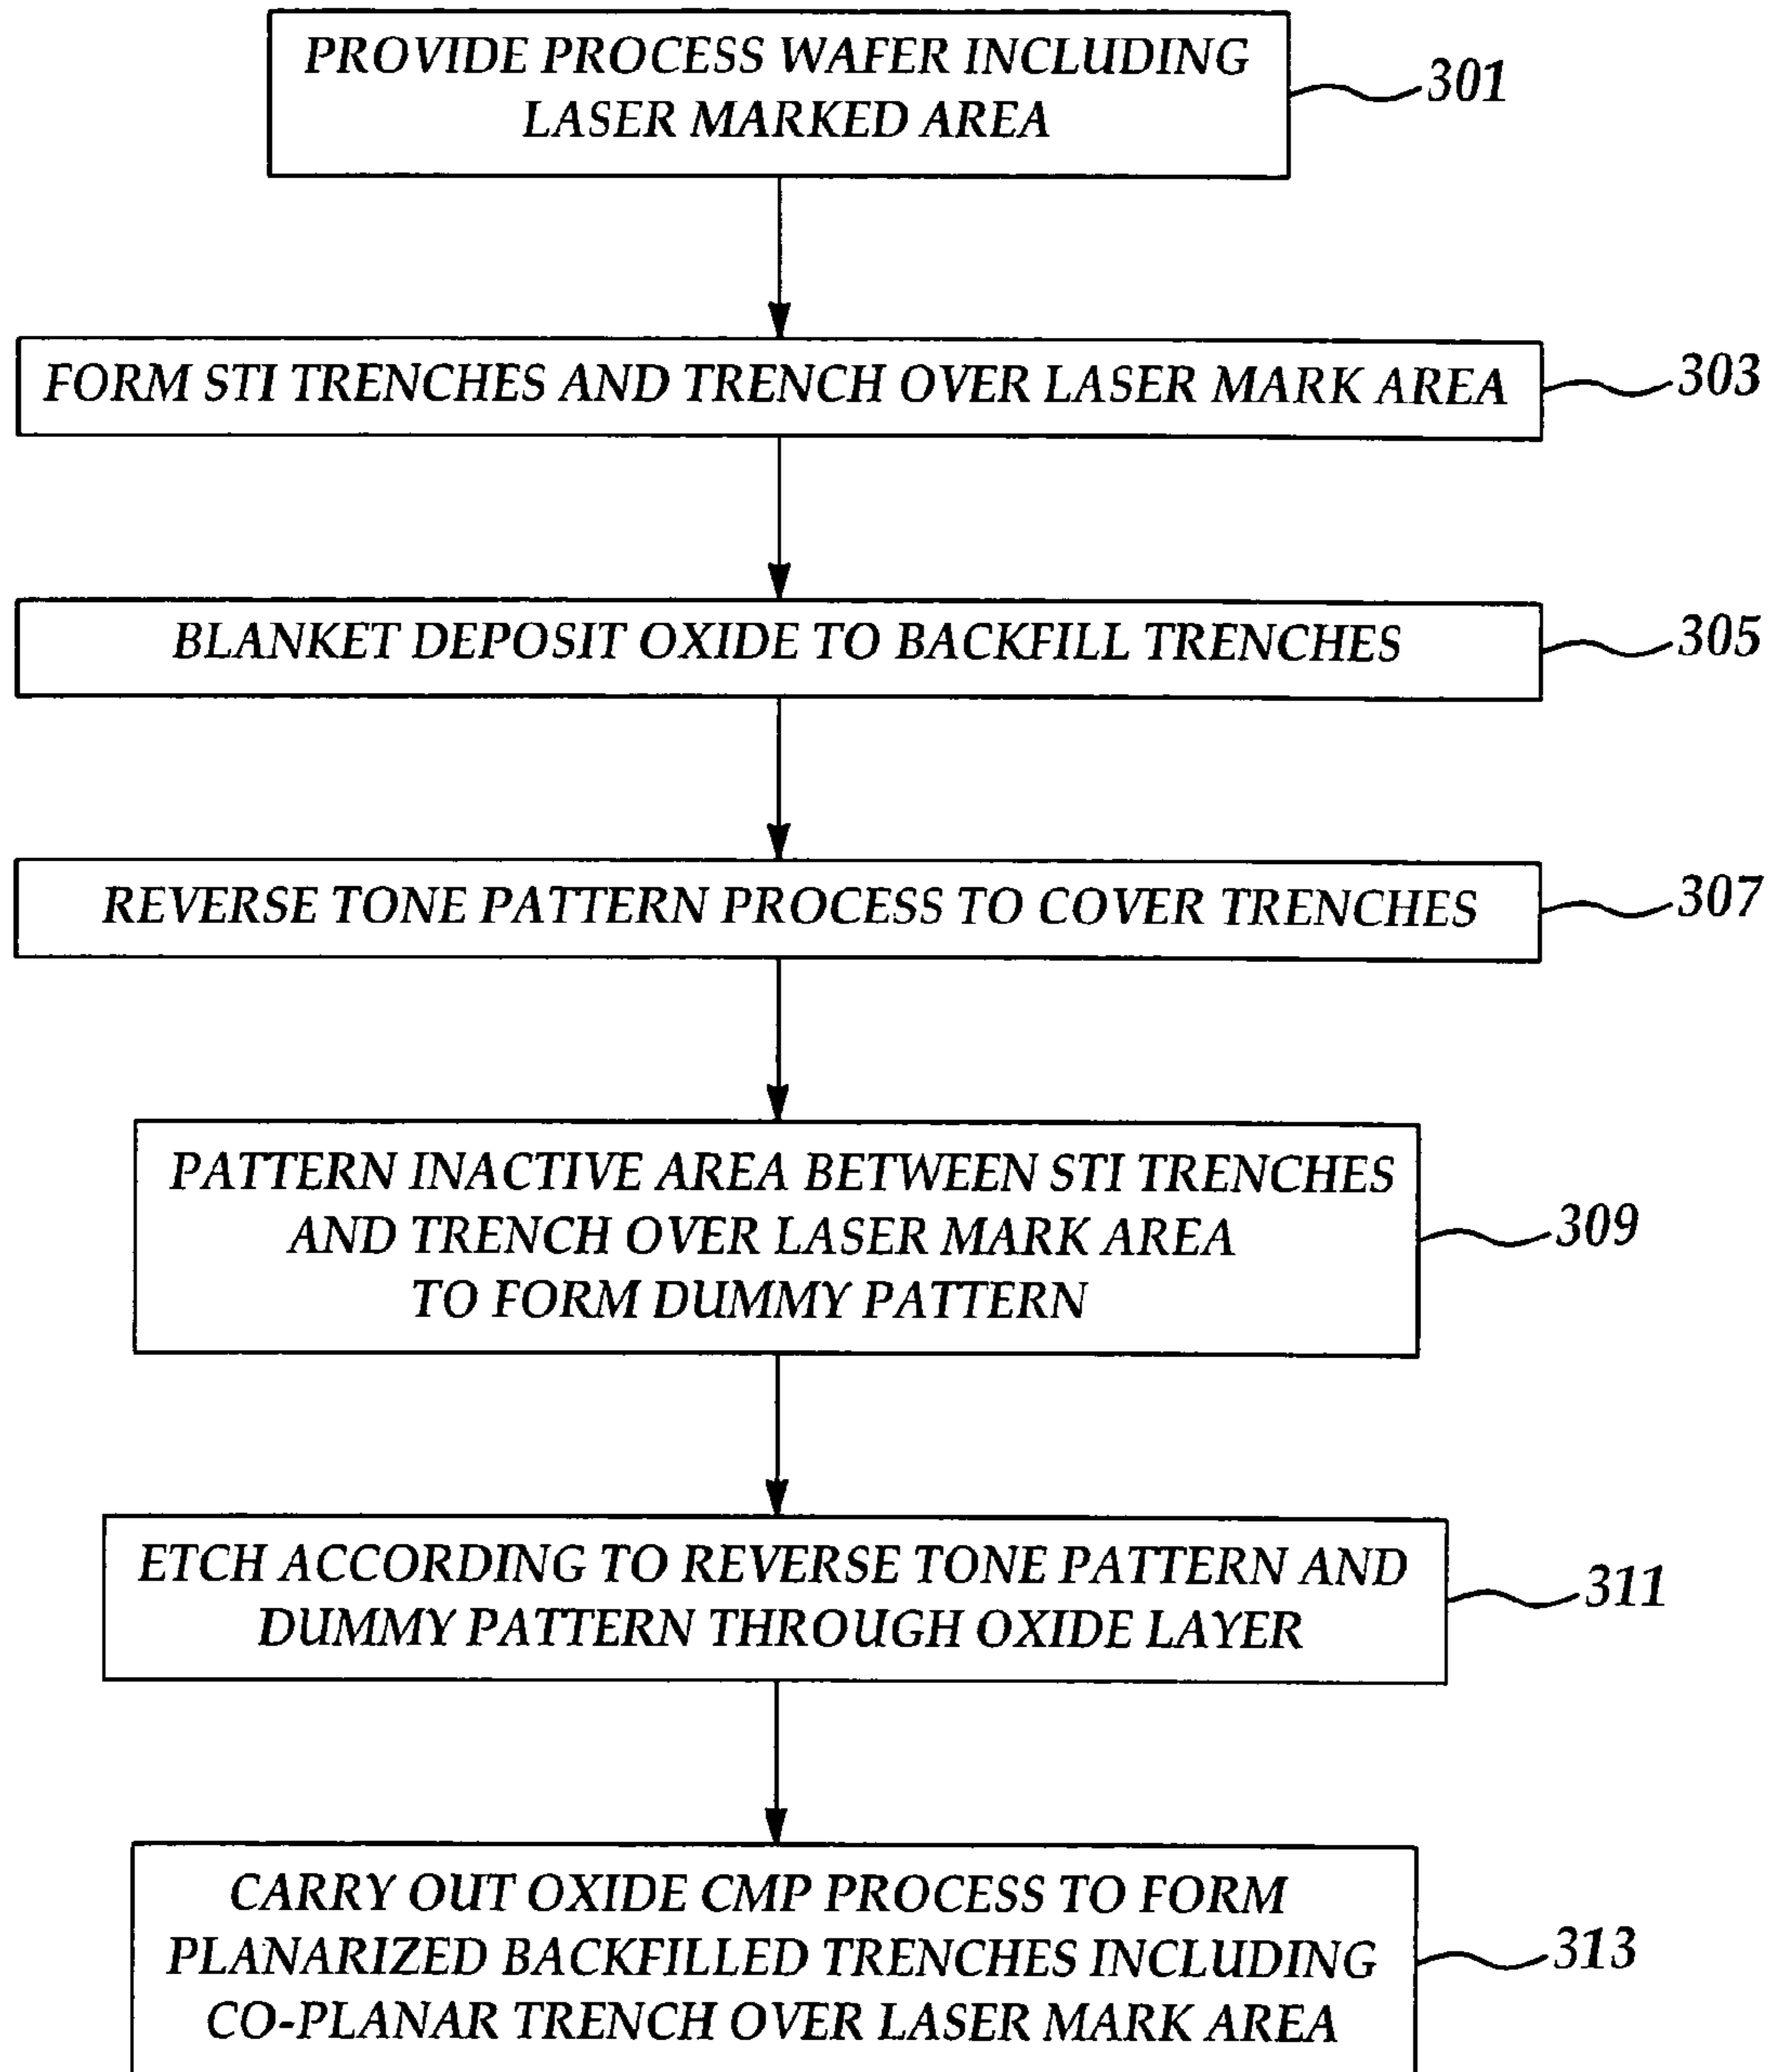 PROVIDE PROCESS WAFER INCLUDING
LASER MARKED AREA
301
FORM STI TRENCHES AND TRENCH OVER LASER MARK AREA
303
BLANKET DEPOSIT OXIDE TO BACKFILL TRENCHES
305
REVERSE TONE PATTERN PROCESS TO COVER TRENCHES
307
PATTERN INACTIVE AREA BETWEEN STI TRENCHES
AND TRENCH OVER LASER MARK AREA
TO FORM DUMMY PATTERN
309
ETCH ACCORDING TO REVERSE TONE PATTERN AND
DUMMY PATTERN THROUGH OXIDE LAYER
311
CARRY OUT OXIDE CMP PROCESS TO FORM
PLANARIZED BACKFILLED TRENCHES INCLUDING
CO-PLANAR TRENCH OVER LASER MARK AREA
313